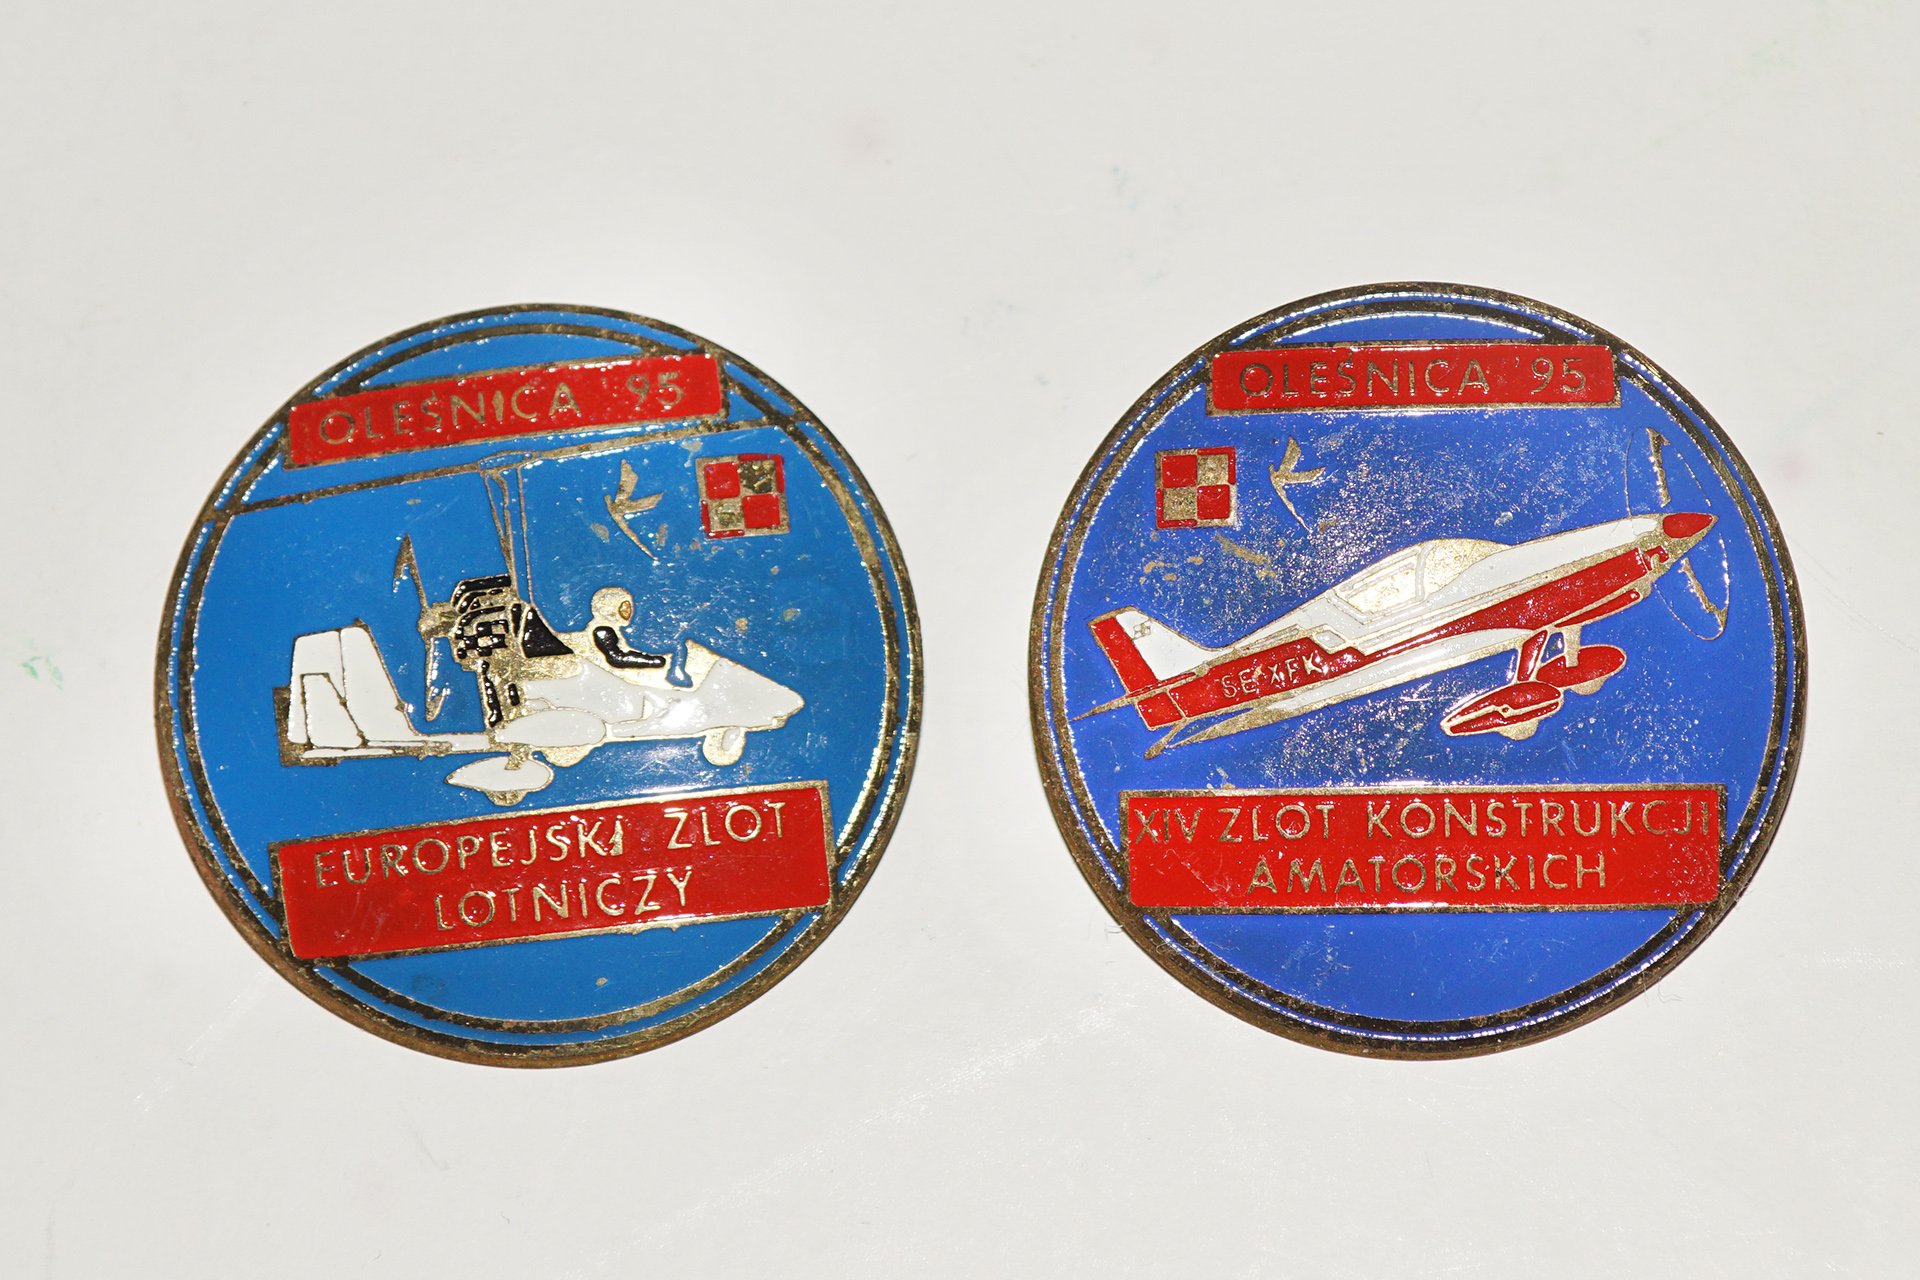 OLEŚNICA '95
EUROPEJSKI ZLOT
LOTNICZY
OLEŚNICA '95
SE-XFK
XIV ZLOT KONSTRUKCJI
AMATORSKICH